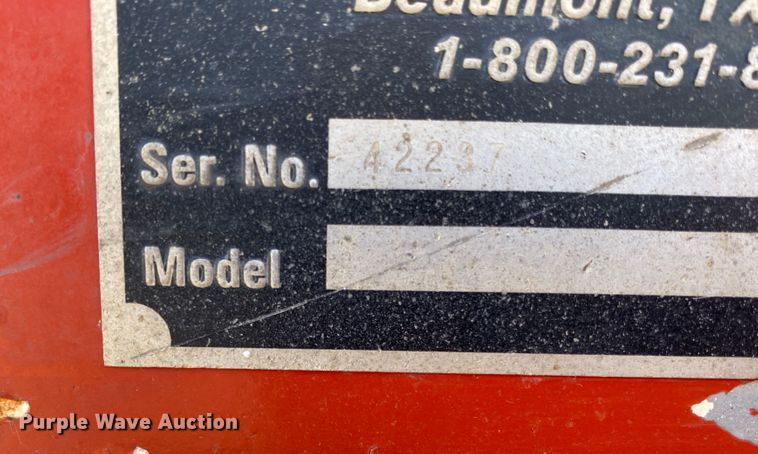 Beaumont, TX
1-800-231-8
Ser. No. 42237
Model
Purple Wave Auction